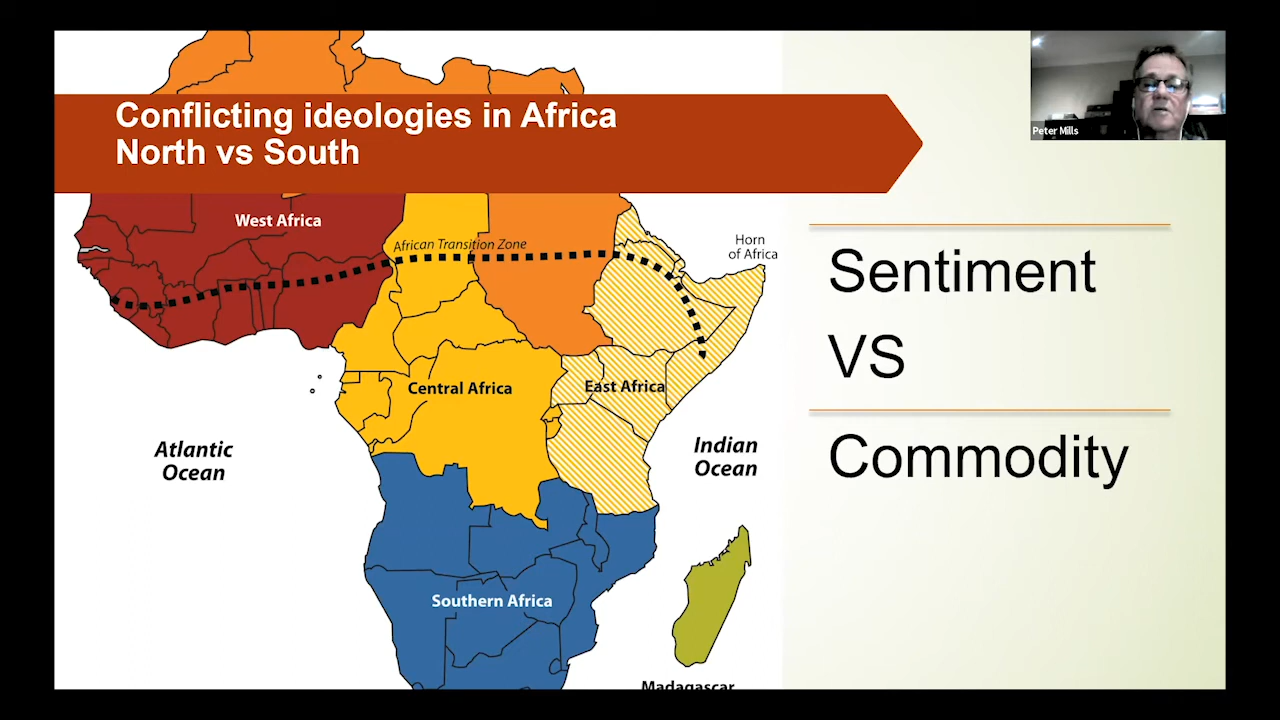 Conflicting ideologies in Africa
North vs South
Peter Mills
West Africa
African Transition Zone
Horn
of Africa
Sentiment
VS
Commodity
Central Africa
East Africa
Atlantic
Ocean
Indian
Ocean
Southern Africa
Madagascar